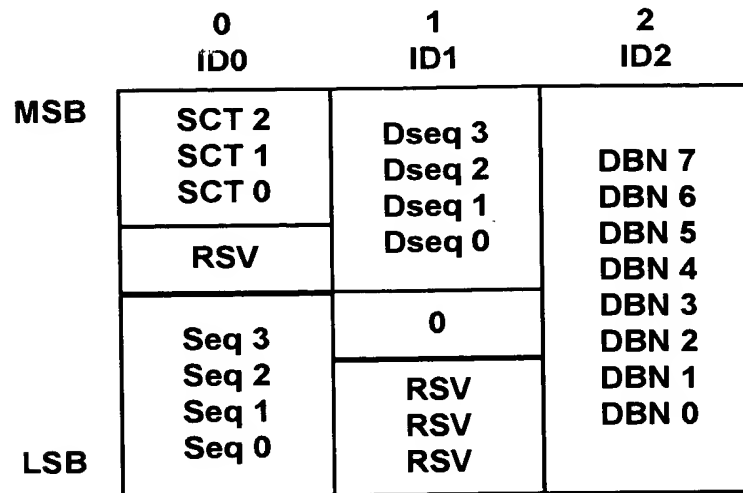 0 1 2
ID0 ID1 ID2
MSB
SCT 2
SCT 1
SCT 0
RSV
Seq 3
Seq 2
Seq 1
Seq 0
LSB
Dseq 3
Dseq 2
Dseq 1
Dseq 0
0
RSV
RSV
RSV
DBN 7
DBN 6
DBN 5
DBN 4
DBN 3
DBN 2
DBN 1
DBN 0